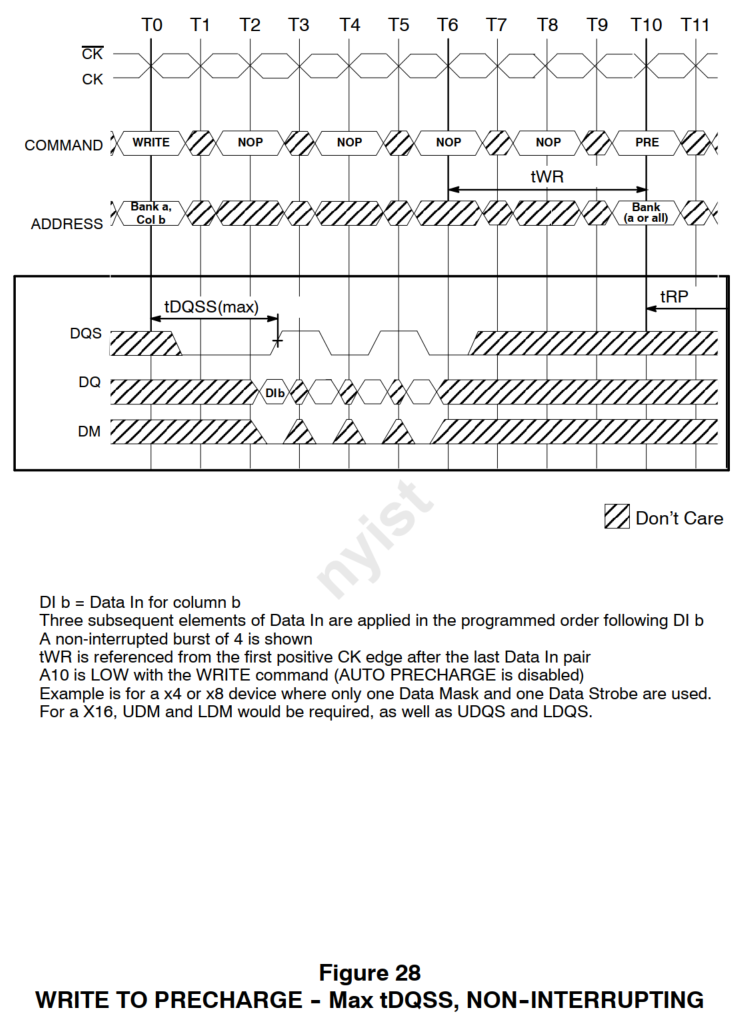 T0 T1 T2 T3 T4 T5 T6 T7 T8 T9 T10 T11
CK
CK
COMMAND WRITE NOP NOP NOP NOP PRE
tWR
ADDRESS Bank a, Col b Bank (a or all)
tDQSS(max)
tRP
DQS
DQ DIb
DM
Don't Care
nyist
DI b = Data In for column b
Three subsequent elements of Data In are applied in the programmed order following DI b
A non-interrupted burst of 4 is shown
tWR is referenced from the first positive CK edge after the last Data In pair
A10 is LOW with the WRITE command (AUTO PRECHARGE is disabled)
Example is for a x4 or x8 device where only one Data Mask and one Data Strobe are used.
For a X16, UDM and LDM would be required, as well as UDQS and LDQS.
Figure 28
WRITE TO PRECHARGE - Max tDQSS, NON-INTERRUPTING